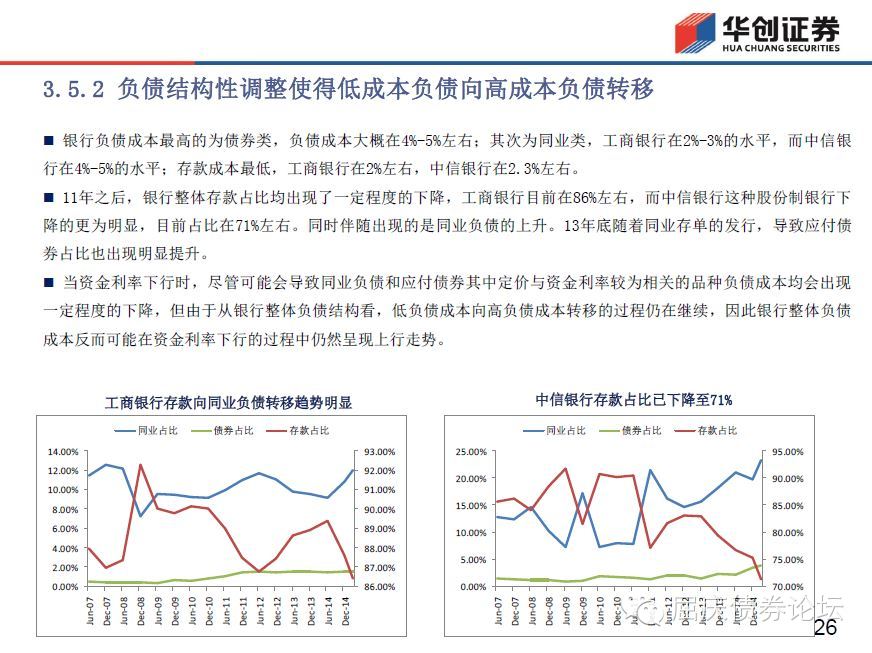 华创证券
HUA CHUANG SECURITIES
3.5.2 负债结构性调整使得低成本负债向高成本负债转移
■ 银行负债成本最高的为债券类，负债成本大概在4%-5%左右；其次为同业类，工商银行在2%-3%的水平，而中信银
行在4%-5%的水平；存款成本最低，工商银行在2%左右，中信银行在2.3%左右。
■ 11年之后，银行整体存款占比均出现了一定程度的下降，工商银行目前在86%左右，而中信银行这种股份制银行下
降的更为明显，目前占比在71%左右。同时伴随出现的是同业负债的上升。13年底随着同业存单的发行，导致应付债
券占比也出现明显提升。
■ 当资金利率下行时，尽管可能会导致同业负债和应付债券其中定价与资金利率较为相关的品种负债成本均会出现
一定程度的下降，但由于从银行整体负债结构看，低负债成本向高负债成本转移的过程仍在继续，因此银行整体负债
成本反而可能在资金利率下行的过程中仍然呈现上行走势。
工商银行存款向同业负债转移趋势明显
同业占比 债券占比 存款占比
14.00% 93.00%
12.00% 92.00%
10.00% 91.00%
8.00% 90.00%
6.00% 89.00%
4.00% 88.00%
2.00% 87.00%
0.00% 86.00%
Jun-07 Dec-07 Jun-08 Dec-08 Jun-09 Dec-09 Jun-10 Dec-10 Jun-11 Dec-11 Jun-12 Dec-12 Jun-13 Dec-13 Jun-14 Dec-14
中信银行存款占比已下降至71%
同业占比 债券占比 存款占比
25.00% 95.00%
20.00% 90.00%
15.00% 85.00%
10.00% 80.00%
5.00% 75.00%
0.00% 70.00%
Jun-07 Dec-07 Jun-08 Dec-08 Jun-09 Dec-09 Jun-10 Dec-10
屈庆债券论坛
26